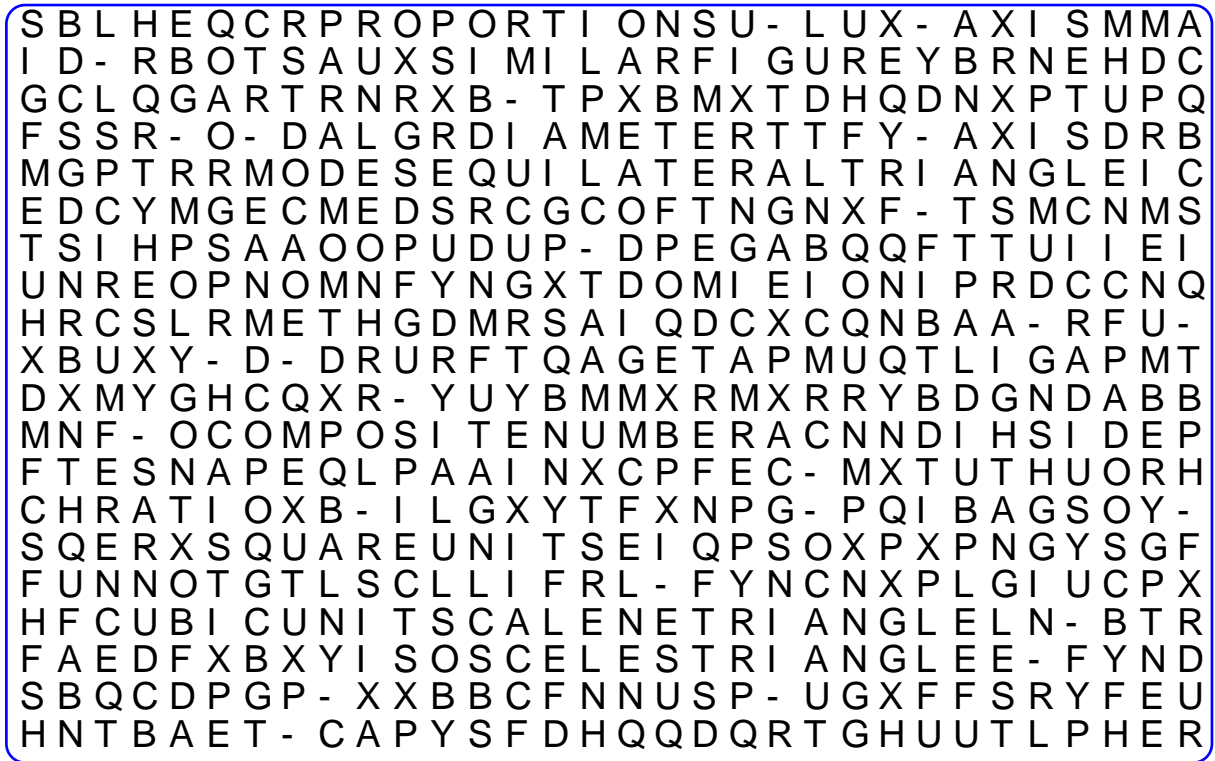 SBLHEQCRPROPORTIONSU-LUX-AXISMMA
ID-RBOTSAUXSIMILARFIGUREYBRNEHDC
GCLQGARTRNRXB-TPXBMXTDHQDNXPTUPQ
FSSR-O-DALGRDIAMETERTTFY-AXISDRB
MGPTRRMODESEQUILATERALTRIANGLEIC
EDCYMGECMEDSRCGCOFTNGNXF-TSMCNMS
TSIHPSAAOOPUDUP-DPEGABQQFTTUIIEI
UNREOPNOMNFYNGXTDOMIEIONIPRDCCNQ
HRCSLRMETHGDMRSAIQDCXCQNBAA-RFU-
XBUXY-D-DRURFTQAGETAPMUQTLIGAPMT
DXMYGHCQXR-YUYBMMXRMXRRYBDGNDABB
MNF-OCOMPOSITENUMBERACNNDIHSIDEP
FTESNAPEQLPAAINXCPFEC-MXTUTHUORH
CHRATIOXB-ILGXYTFXNPG-PQIBAGSOY-
SQERXSQUAREUNITSEIQPSOXPXPNGYSGF
FUNNOTGTLSCLLIFRL-FYNCNXPLGIUCPX
HFCUBICUNITSCALENETRIANGLELN-BTR
FAEDFXBXYISOSCELESTRIANGLEE-FYND
SBQCDPGP-XXBBCFNNUSP-UGXFFSRYFEU
HNTBAET-CAPYSFDHQQDQRTGHUUTLPHER